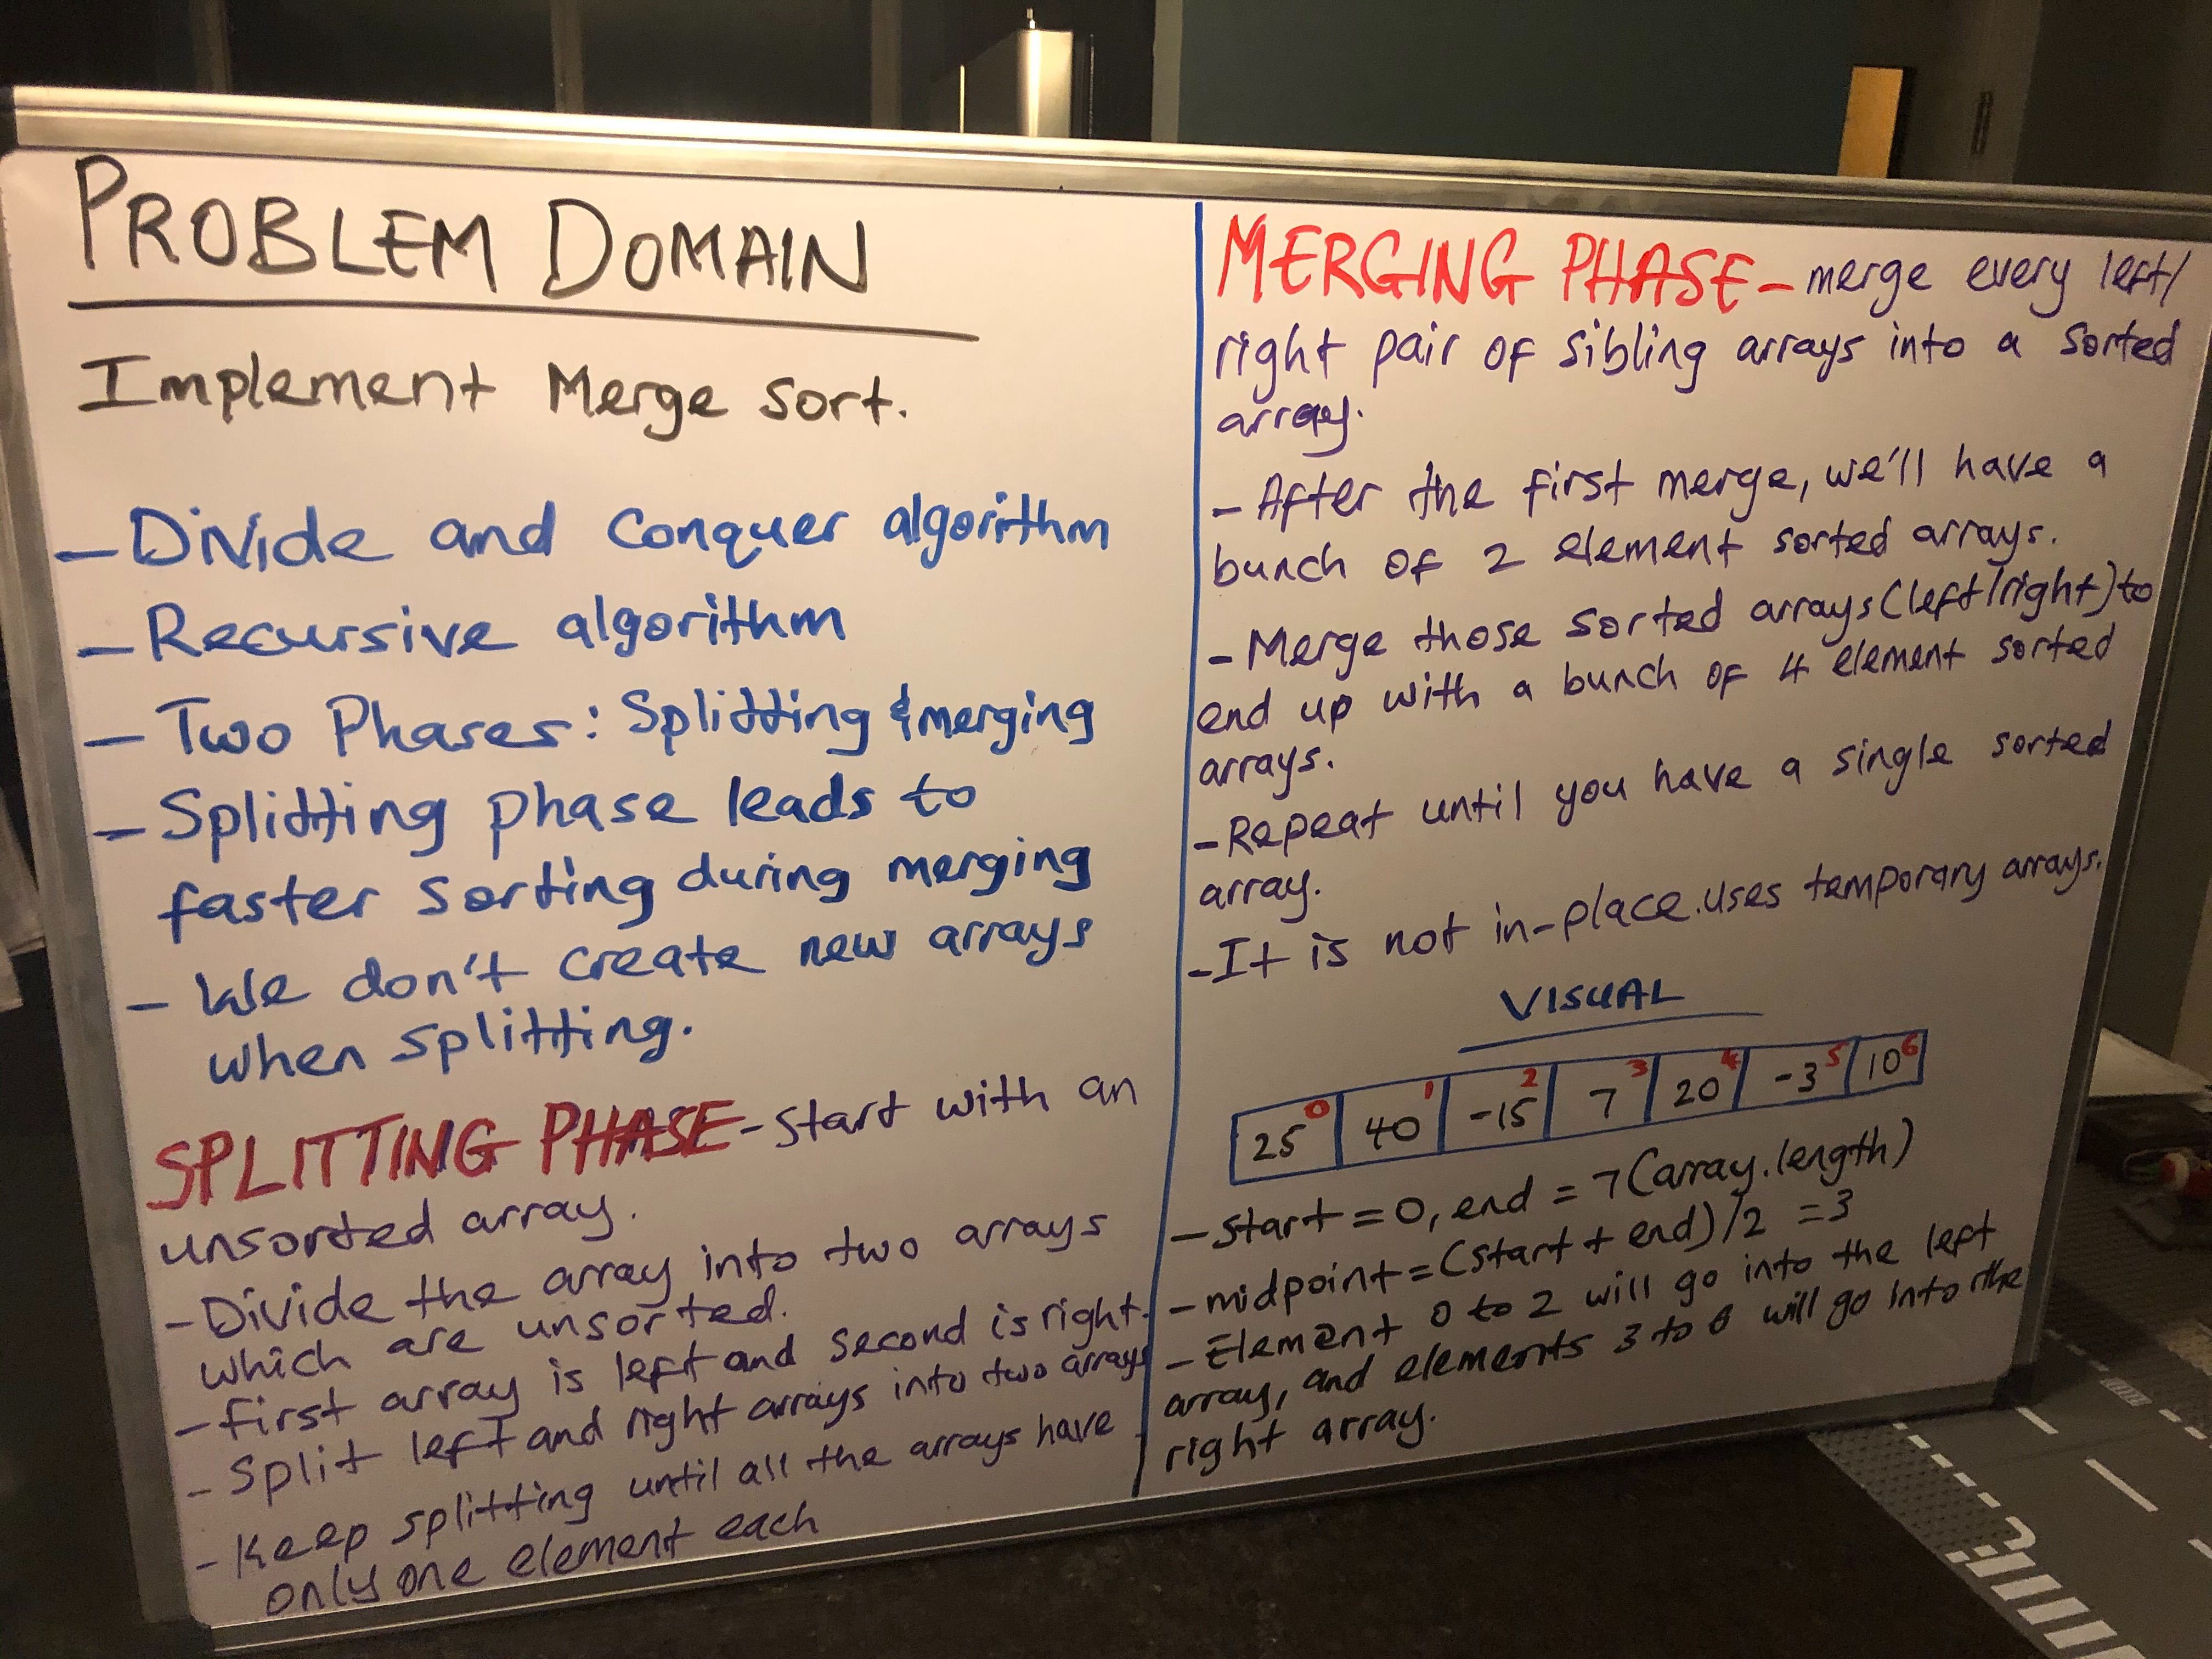 PROBLEM DOMAIN
Implement Merge Sort.
- Divide and Conquer algorithm
- Recursive algorithm
- Two Phases: Splitting & merging
- Splitting phase leads to
faster sorting during merging
- We don't create new arrays
when splitting.
SPLITTING PHASE - start with an
unsorted array.
- Divide the array into two arrays
which are unsorted.
- first array is left and second is right.
- Split left and right arrays into two arrays
- Keep splitting until all the arrays have
only one element each
MERGING PHASE - merge every left/
right pair of sibling arrays into a sorted
array.
- After the first merge, we'll have a
bunch of 2 element sorted arrays.
- Merge those sorted arrays (left/right) to
end up with a bunch of 4 element sorted
arrays.
- Repeat until you have a single sorted
array.
- It is not in-place. uses temporary arrays.
VISUAL
0 1 2 3 4 5 6
25 40 -15 7 20 -3 10
- start = 0, end = 7 (array.length)
- midpoint = (start + end)/2 = 3
- Element 0 to 2 will go into the left
array, and elements 3 to 6 will go into the
right array.